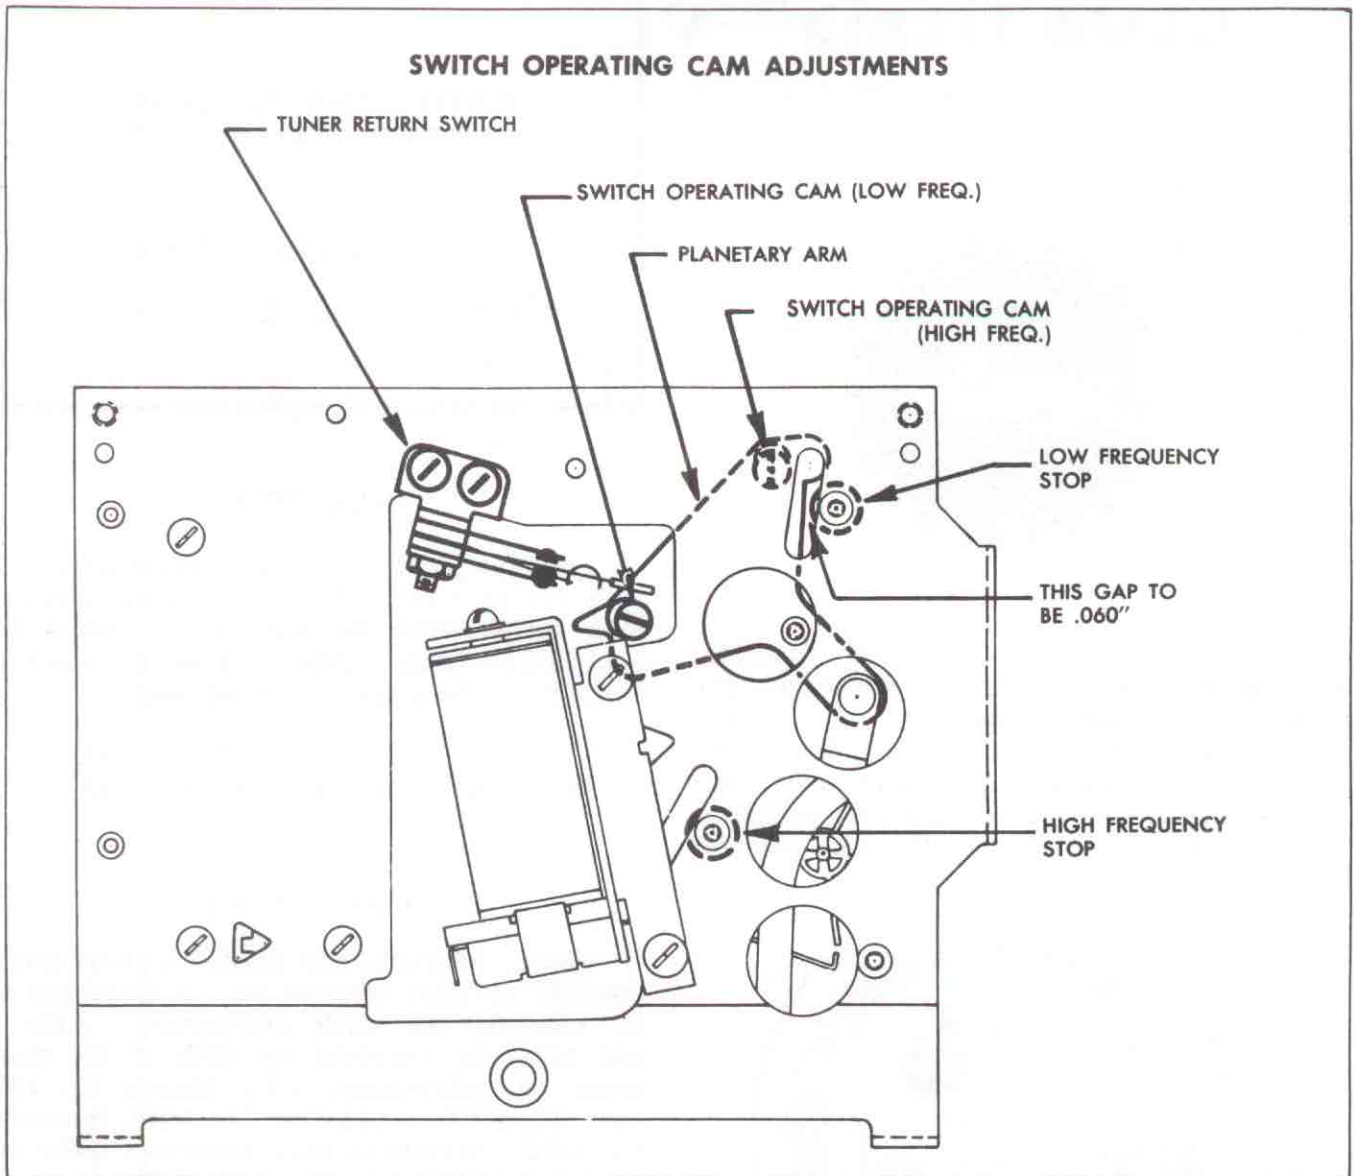 SWITCH OPERATING CAM ADJUSTMENTS
TUNER RETURN SWITCH
SWITCH OPERATING CAM (LOW FREQ.)
PLANETARY ARM
SWITCH OPERATING CAM
(HIGH FREQ.)
LOW FREQUENCY
STOP
THIS GAP TO
BE .060"
HIGH FREQUENCY
STOP